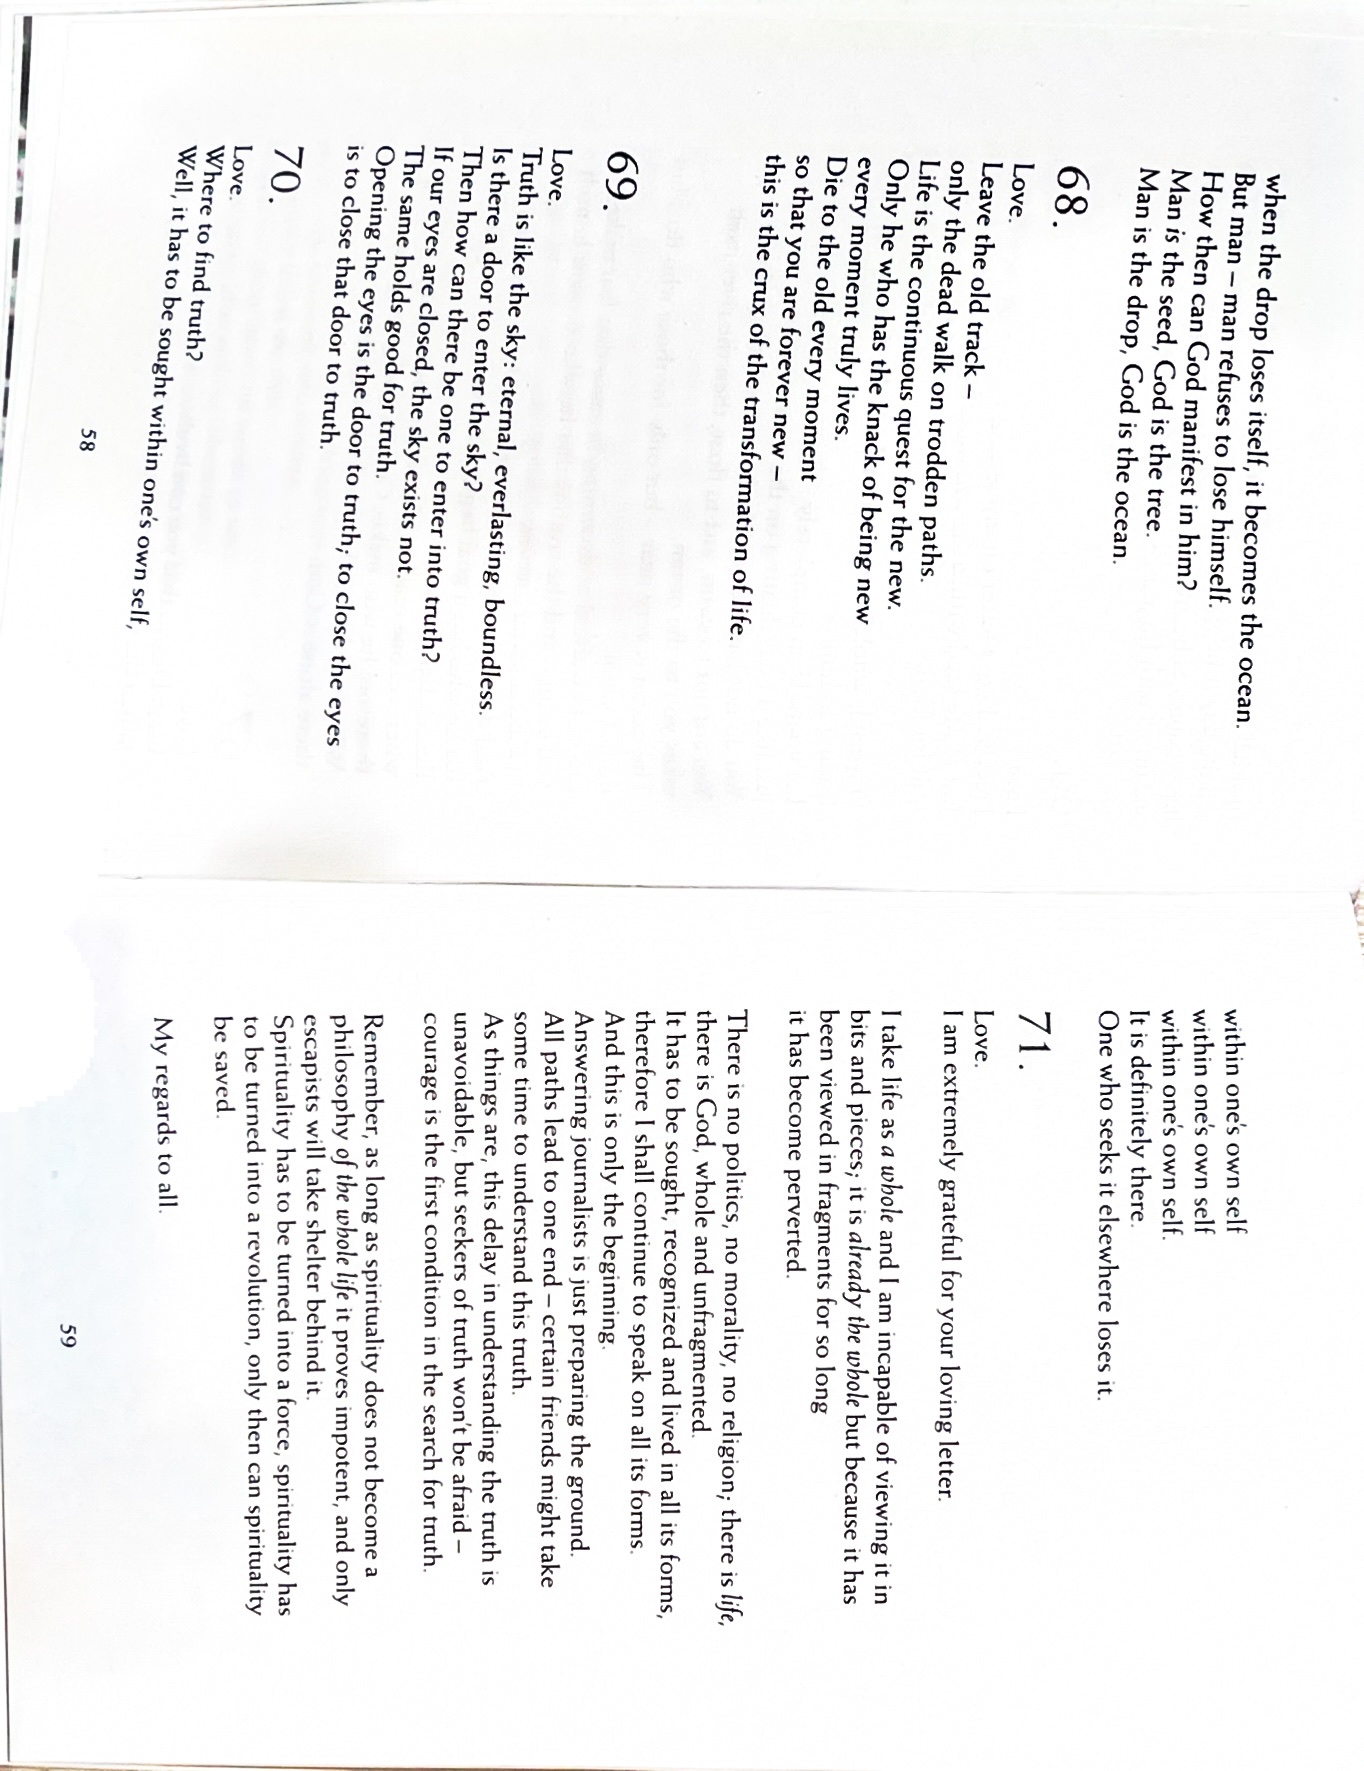 when the drop loses itself, it becomes the ocean.
But man – man refuses to lose himself.
How then can God manifest in him?
Man is the seed, God is the tree.
Man is the drop, God is the ocean.
68.
Love.
Leave the old track –
only the dead walk on trodden paths.
Life is the continuous quest for the new.
Only he who has the knack of being new
every moment truly lives.
Die to the old every moment
so that you are forever new –
this is the crux of the transformation of life.
69.
Love.
Truth is like the sky: eternal, everlasting, boundless.
Is there a door to enter the sky?
Then how can there be one to enter into truth?
If our eyes are closed, the sky exists not.
The same holds good for truth.
Opening the eyes is the door to truth; to close the eyes
is to close that door to truth.
70.
Love.
Where to find truth?
Well, it has to be sought within one's own self,
58
within one's own self
within one's own self
within one's own self.
It is definitely there.
One who seeks it elsewhere loses it.
71.
Love.
I am extremely grateful for your loving letter.
I take life as a whole and I am incapable of viewing it in
bits and pieces; it is already the whole but because it has
been viewed in fragments for so long
it has become perverted.
There is no politics, no morality, no religion; there is life,
there is God, whole and unfragmented.
It has to be sought, recognized and lived in all its forms,
therefore I shall continue to speak on all its forms.
And this is only the beginning.
Answering journalists is just preparing the ground.
All paths lead to one end – certain friends might take
some time to understand this truth.
As things are, this delay in understanding the truth is
unavoidable, but seekers of truth won't be afraid –
courage is the first condition in the search for truth.
Remember, as long as spirituality does not become a
philosophy of the whole life it proves impotent, and only
escapists will take shelter behind it.
Spirituality has to be turned into a force, spirituality has
to be turned into a revolution, only then can spirituality
be saved.
My regards to all.
59